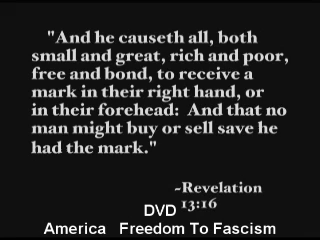 "And he causeth all, both
small and great, rich and poor,
free and bond, to receive a
mark in their right hand, or
in their forehead:  And that no
man might buy or sell save he
had the mark."
~Revelation
13:16
DVD
America   Freedom To Fascism